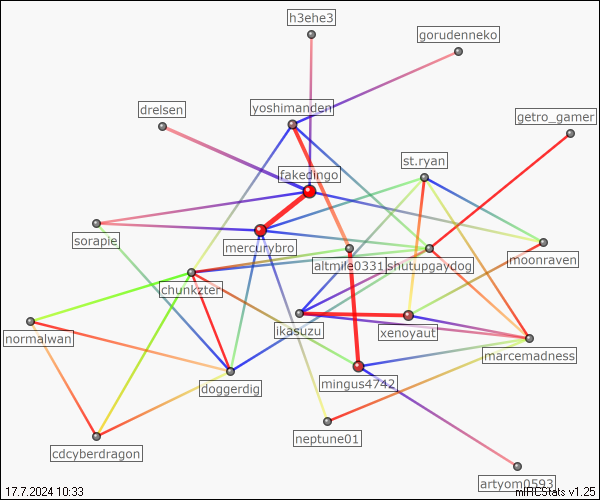 h3ehe3
gorudenneko
drelsen
yoshimanden
getro_gamer
fakedingo
st.ryan
sorapie
mercurybro
altmile0331
shutupgaydog
moonraven
chunkzter
normalwan
ikasuzu
xenoyaut
marcemadness
doggerdig
mingus4742
cdcyberdragon
neptune01
artyom0593
17.7.2024 10:33
mIRCStats v1.25